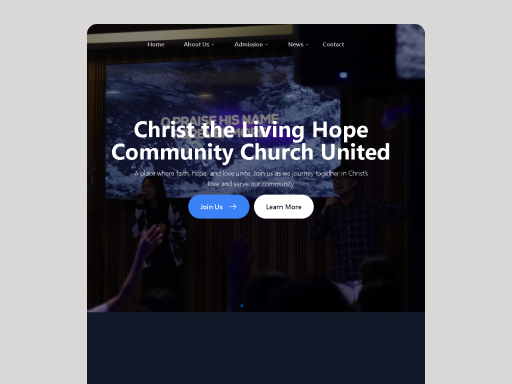 Home About Us Admission News Contact
O PRAISE HIS NAME
Christ the Living Hope
Community Church United
A place where faith, Hope, and love unite. Join us as we journey together in Christ's
love and serve our community.
Join Us → Learn More